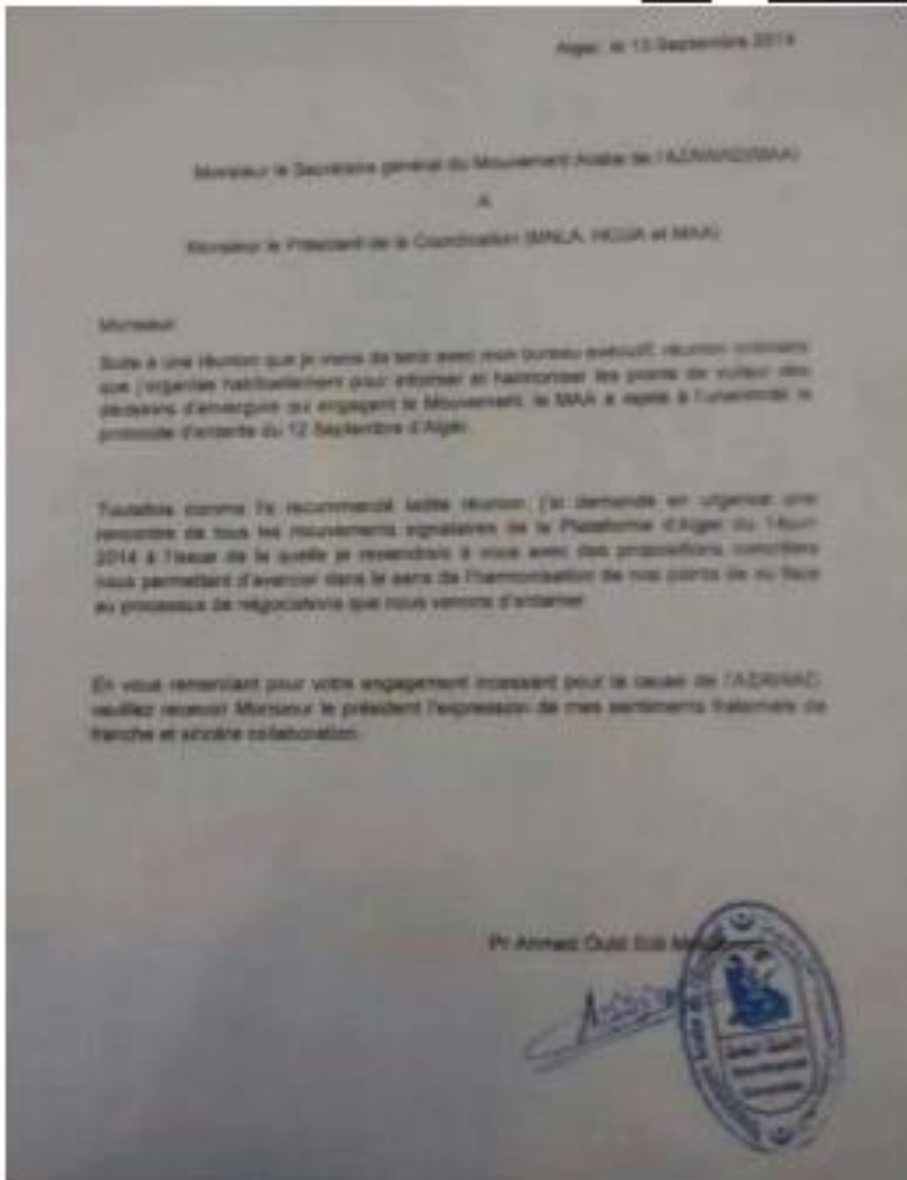 Alger, le 13 Septembre 2014
Monsieur le Secrétaire général du Mouvement Arabe de l'AZAWAD(MAA)
A
Monsieur le Président de la Coordination (MNLA, HCUA et MAA)
Monsieur
Suite à une réunion que je viens de tenir avec mon bureau exécutif, réunion
que j'organise habituellement pour informer et harmoniser les points de vu sur des
décisions d'envergure qui engagent le Mouvement, le MAA a rejeté à l'unanimité le
protocole d'entente du 12 Septembre d'Alger.
Toutefois comme l'a recommandé ladite réunion, j'ai demandé en urgence une
rencontre de tous les mouvements signataires de la Plateforme d'Alger du 14juin
2014 à l'issue de la quelle je reviendrais à vous avec des propositions concrètes
nous permettant d'avancer dans le sens de l'harmonisation de nos points de vu face
au processus de négociations que nous venons d'entamer.
En vous remerciant pour votre engagement incessant pour la cause de l'AZAWAD,
veuillez recevoir Monsieur le président l'expression de mes sentiments fraternels de
franche et sincère collaboration.
Pr Ahmed Ould Sidi